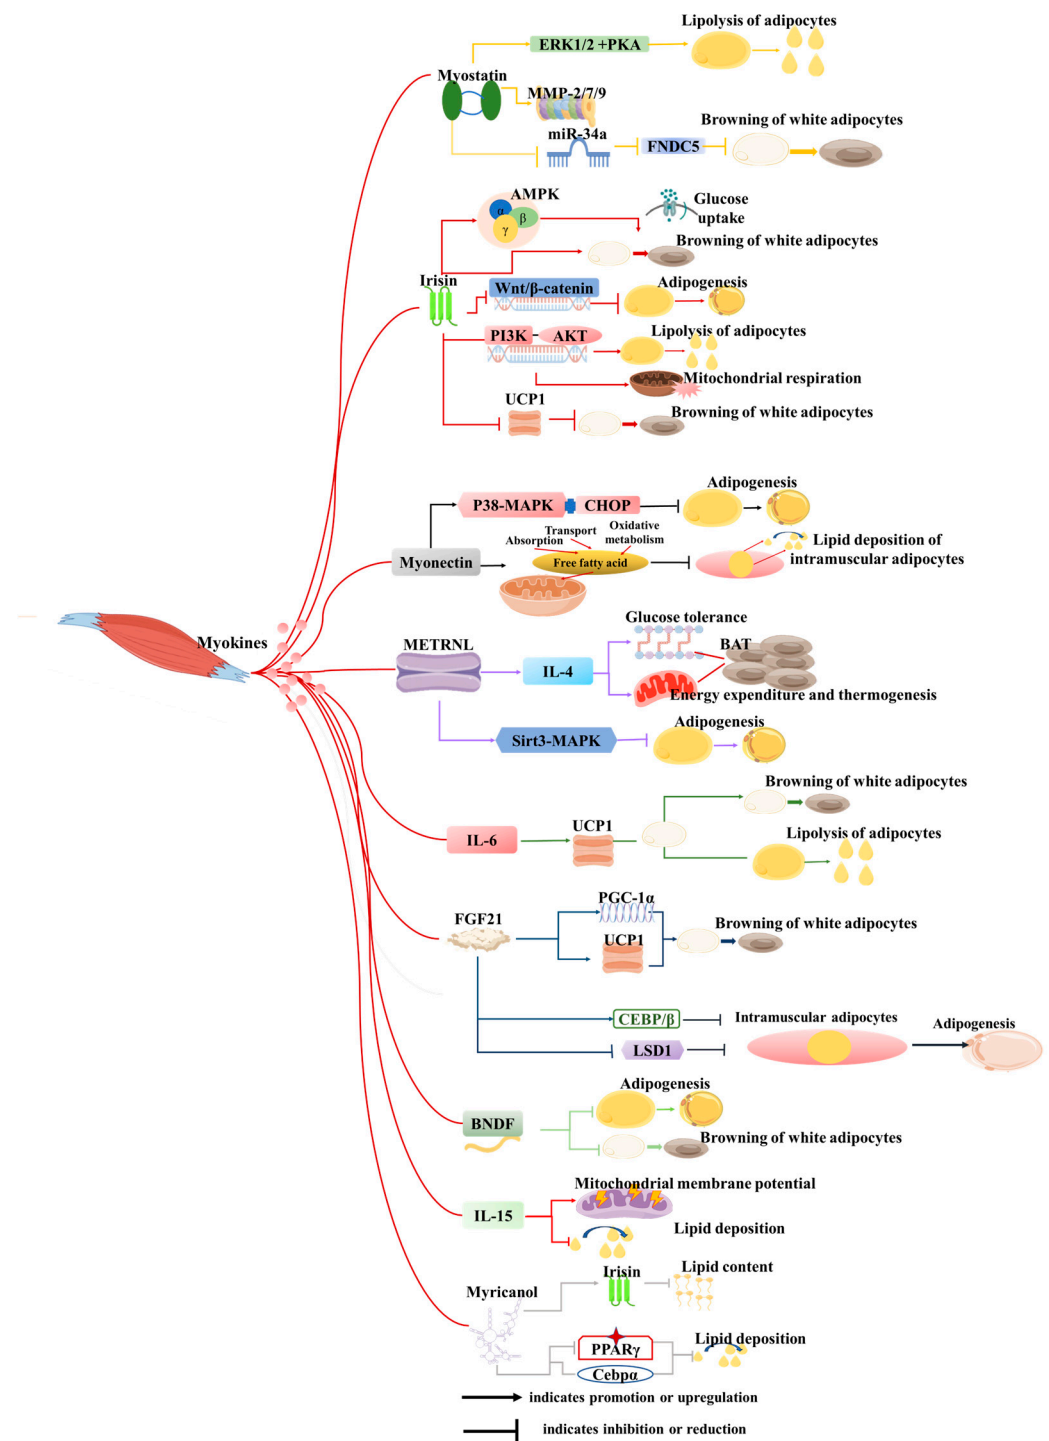 Lipolysis of adipocytes
ERK1/2 +PKA
Myostatin
MMP-2/7/9
Browning of white adipocytes
miR-34a
FNDC5
AMPK
α
β
γ
Glucose
uptake
Browning of white adipocytes
Irisin
Wnt/β-catenin
Adipogenesis
PI3K
AKT
Lipolysis of adipocytes
Mitochondrial respiration
UCP1
Browning of white adipocytes
Adipogenesis
P38-MAPK
CHOP
Oxidative
metabolism
Transport
Absorption
Lipid deposition of
intramuscular adipocytes
Myonectin
Free fatty acid
Myokines
Glucose tolerance
METRNL
BAT
IL-4
Energy expenditure and thermogenesis
Adipogenesis
Sirt3-MAPK
Browning of white adipocytes
UCP1
IL-6
Lipolysis of adipocytes
PGC-1α
FGF21
Browning of white adipocytes
UCP1
CEBP/β
Intramuscular adipocytes
Adipogenesis
LSD1
Adipogenesis
BNDF
Browning of white adipocytes
Mitochondrial membrane potential
IL-15
Lipid deposition
Irisin
Lipid content
Myricanol
Lipid deposition
PPARγ
Cebpα
indicates promotion or upregulation
indicates inhibition or reduction